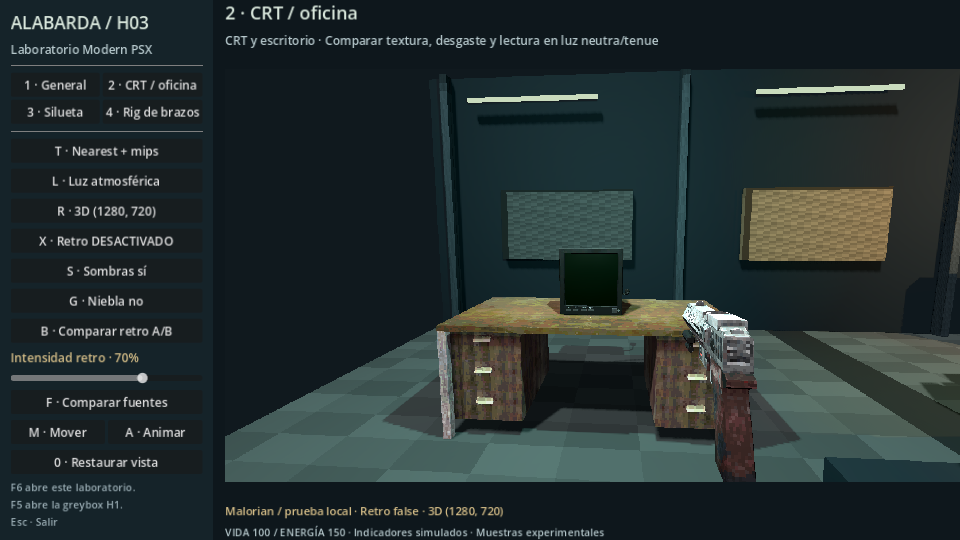 ALABARDA / H03
Laboratorio Modern PSX
1 · General
2 · CRT / oficina
3 · Silueta
4 · Rig de brazos
T · Nearest + mips
L · Luz atmosférica
R · 3D (1280, 720)
X · Retro DESACTIVADO
S · Sombras sí
G · Niebla no
B · Comparar retro A/B
Intensidad retro · 70%
F · Comparar fuentes
M · Mover
A · Animar
0 · Restaurar vista
F6 abre este laboratorio.
F5 abre la greybox H1.
Esc · Salir
2 · CRT / oficina
CRT y escritorio · Comparar textura, desgaste y lectura en luz neutra/tenue
Malorian / prueba local · Retro false · 3D (1280, 720)
VIDA 100 / ENERGÍA 150 · Indicadores simulados · Muestras experimentales